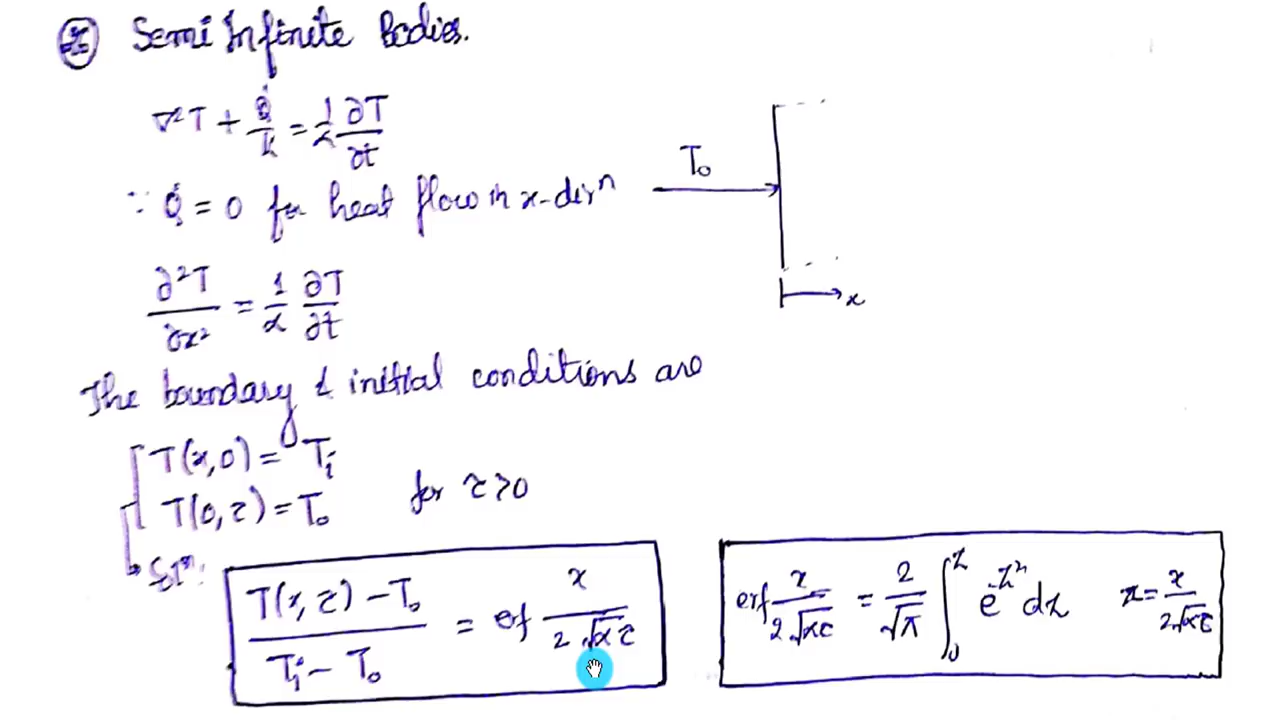 Semi Infinite Bodies.
∇²T + Q̇/k = 1/α ∂T/∂t
T₀
∵ Q̇ = 0 for heat flow in x-dirⁿ
∂²T/∂x² = 1/α ∂T/∂t
x
The boundary & initial conditions are
T(x,0) = Tᵢ
T(0,τ) = T₀ for τ>0
Solⁿ:
(T(x,τ) – T₀)/(Tᵢ – T₀) = erf x/(2√ατ)
erf x/(2√ατ) = 2/√π ∫₀ᶻ e^(-z²) dz z = x/(2√ατ)